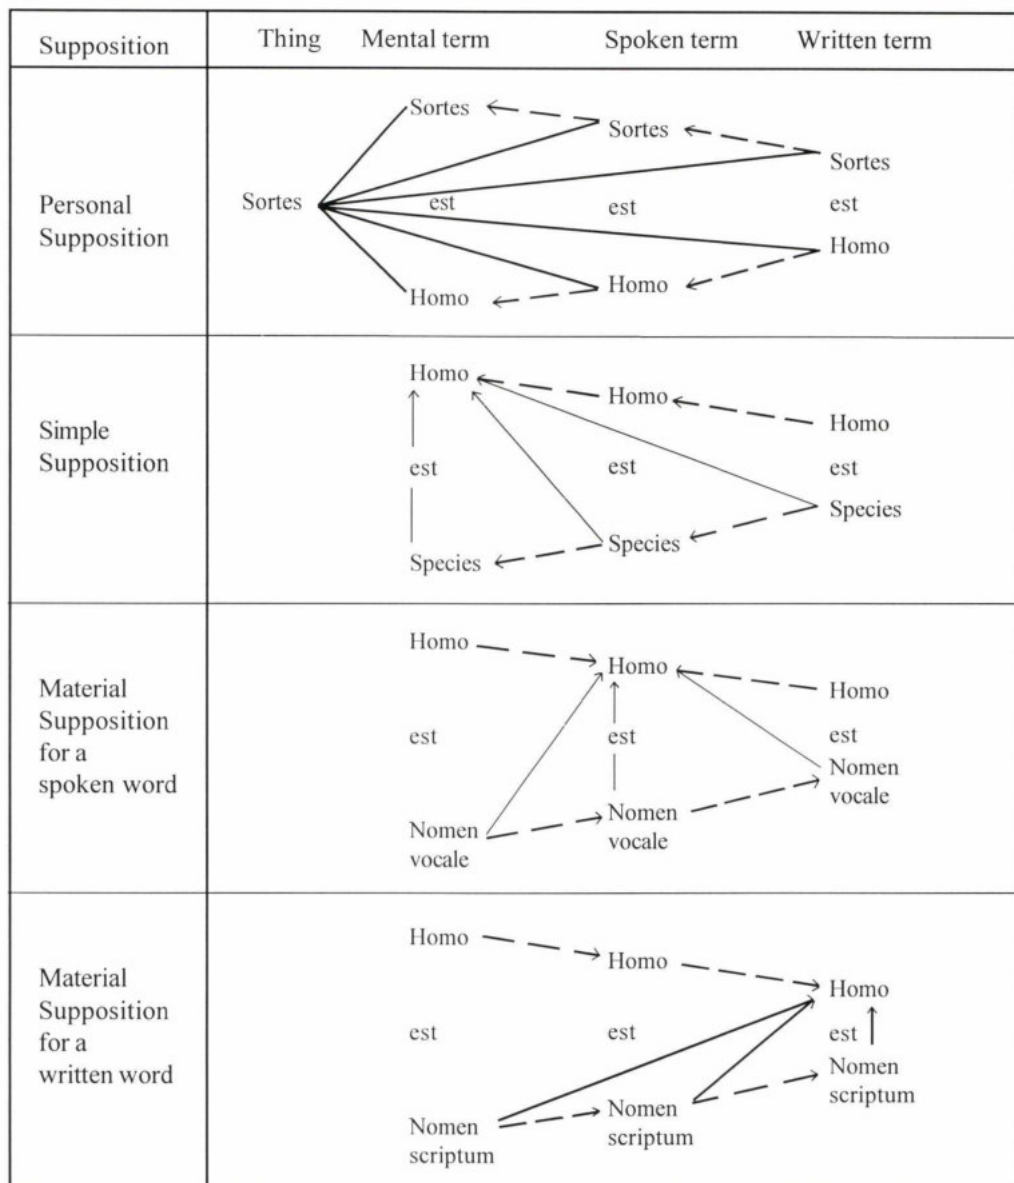 Supposition Thing Mental term Spoken term Written term
Personal
Supposition
Sortes
Sortes
Sortes
Sortes
est
est
est
Homo
Homo
Homo
Simple
Supposition
Homo
Homo
Homo
est
est
est
Species
Species
Species
Material
Supposition
for a
spoken word
Homo
Homo
Homo
est
est
est
Nomen
vocale
Nomen
vocale
Nomen
vocale
Material
Supposition
for a
written word
Homo
Homo
Homo
est
est
est
Nomen
scriptum
Nomen
scriptum
Nomen
scriptum